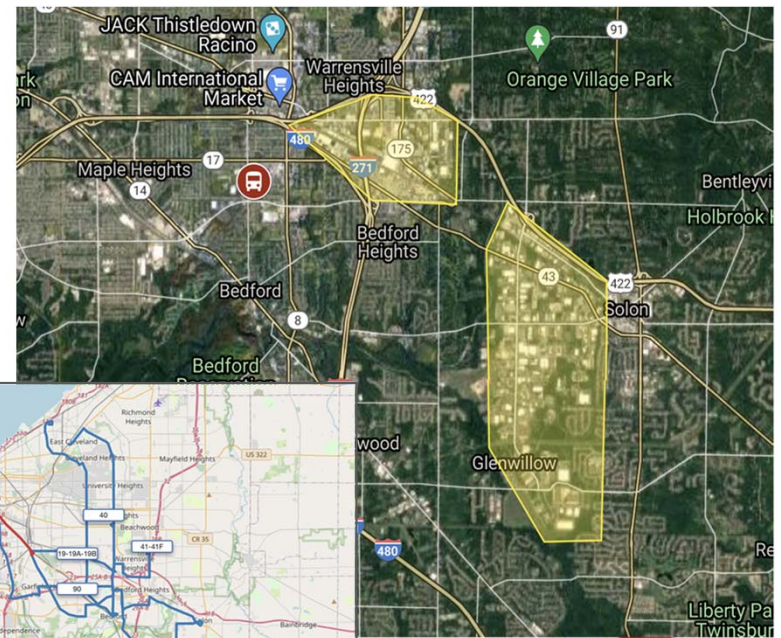 91
JACK Thistledown
Racino
CAM International
Market
Warrensville
Heights
Orange Village Park
422
480
175
17
271
Maple Heights
14
Bentleyvi
Holbrook
Bedford
Heights
43
422
Bedford
Solon
8
Bedford
wood
Glenwillow
480
Liberty Pa
Twinsbur
Richmond
Heights
East Cleveland
Cleveland Heights
Mayfield Heights
US 322
University Heights
40
Beachwood
41-41F
CR 35
19-19A-19B
Warrensville
Heights
90
Bedford Heights
Bainbridge